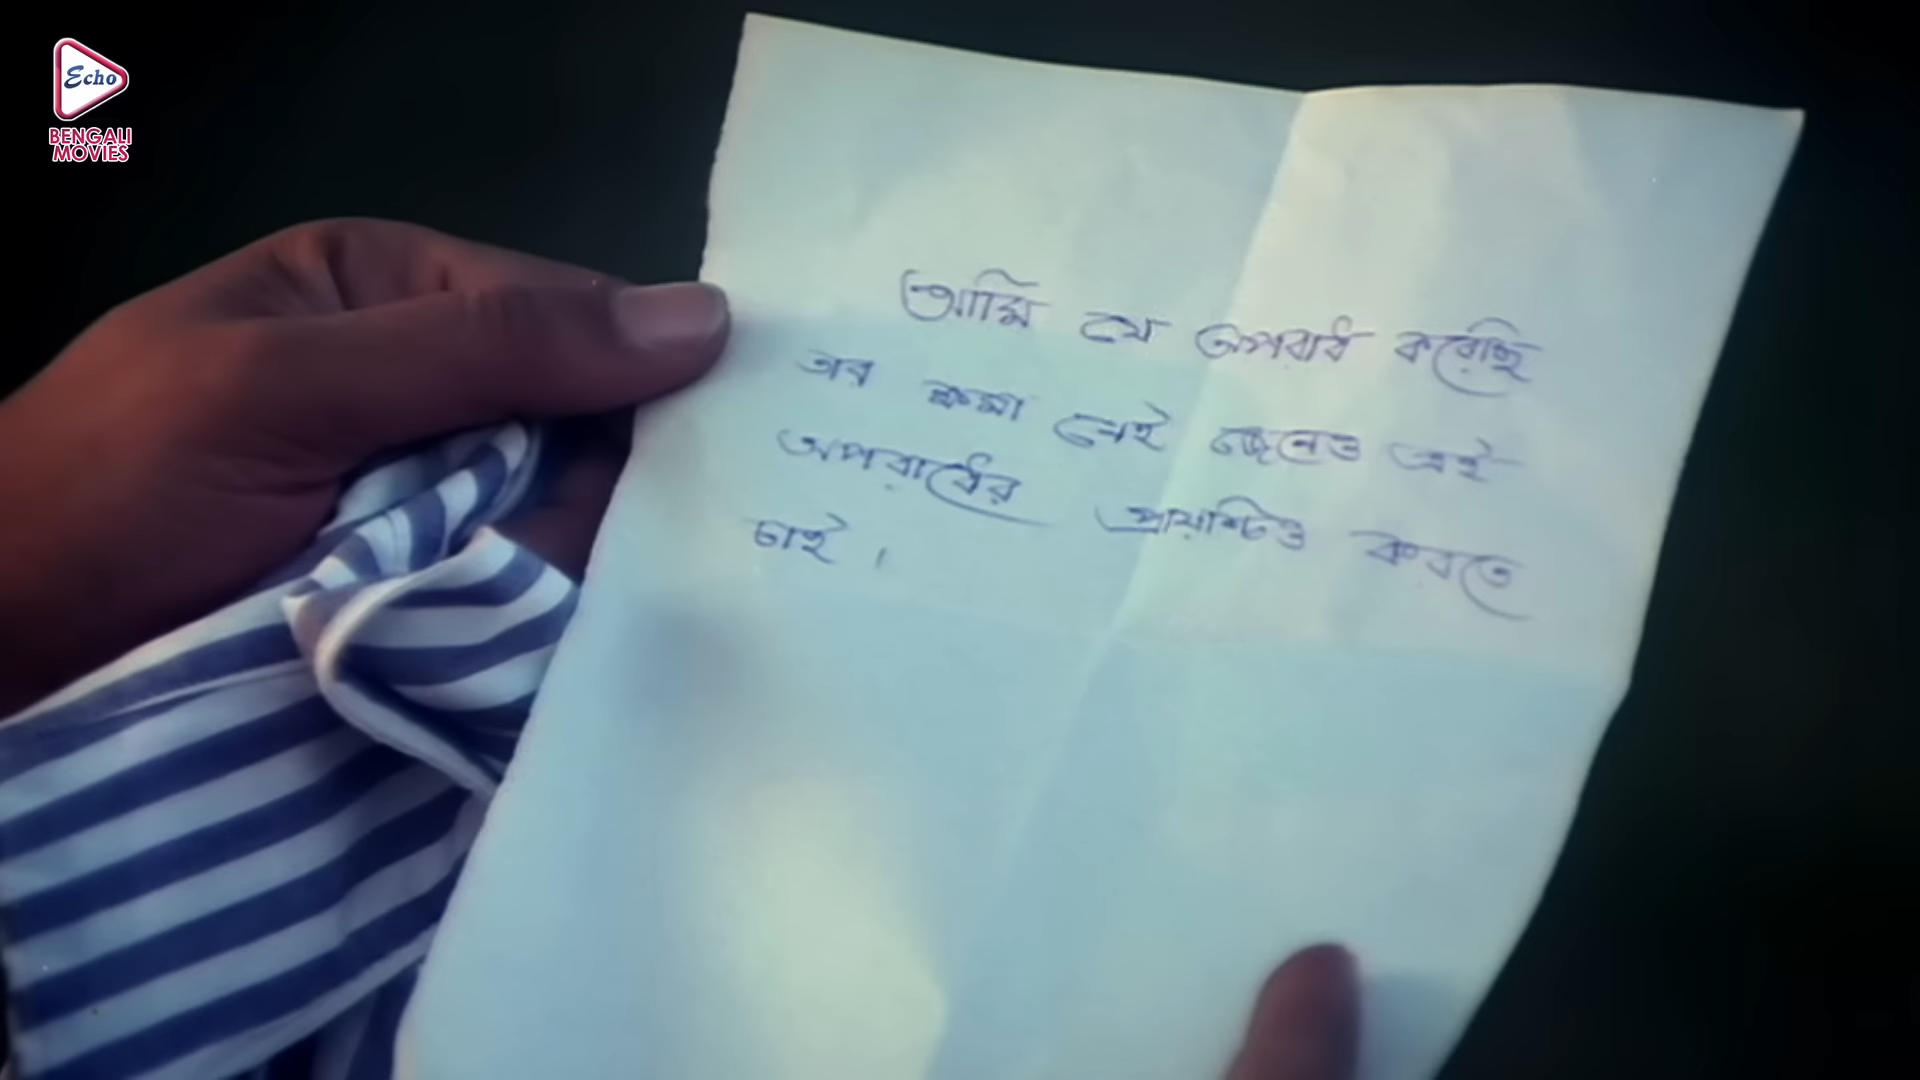 Echo
BENGALI
MOVIES
আমি যে অপরাধ করেছি
তার ক্ষমা নেই জেনেও এই
অপরাধের প্রায়শ্চিত্ত করতে
চাই ।